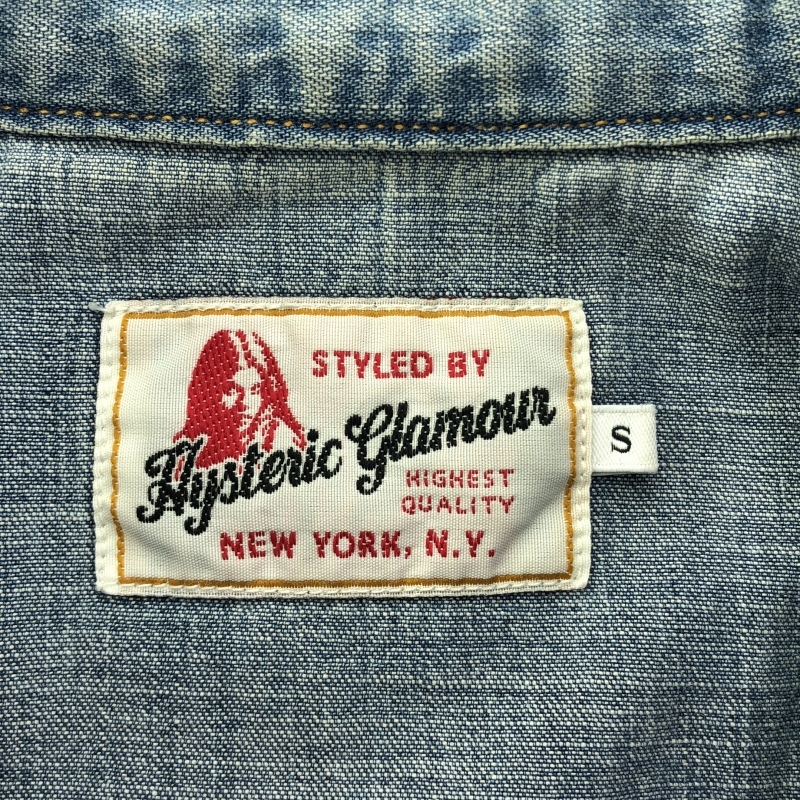 STYLED BY
Hysteric Glamour
HIGHEST
QUALITY
NEW YORK, N.Y.
S